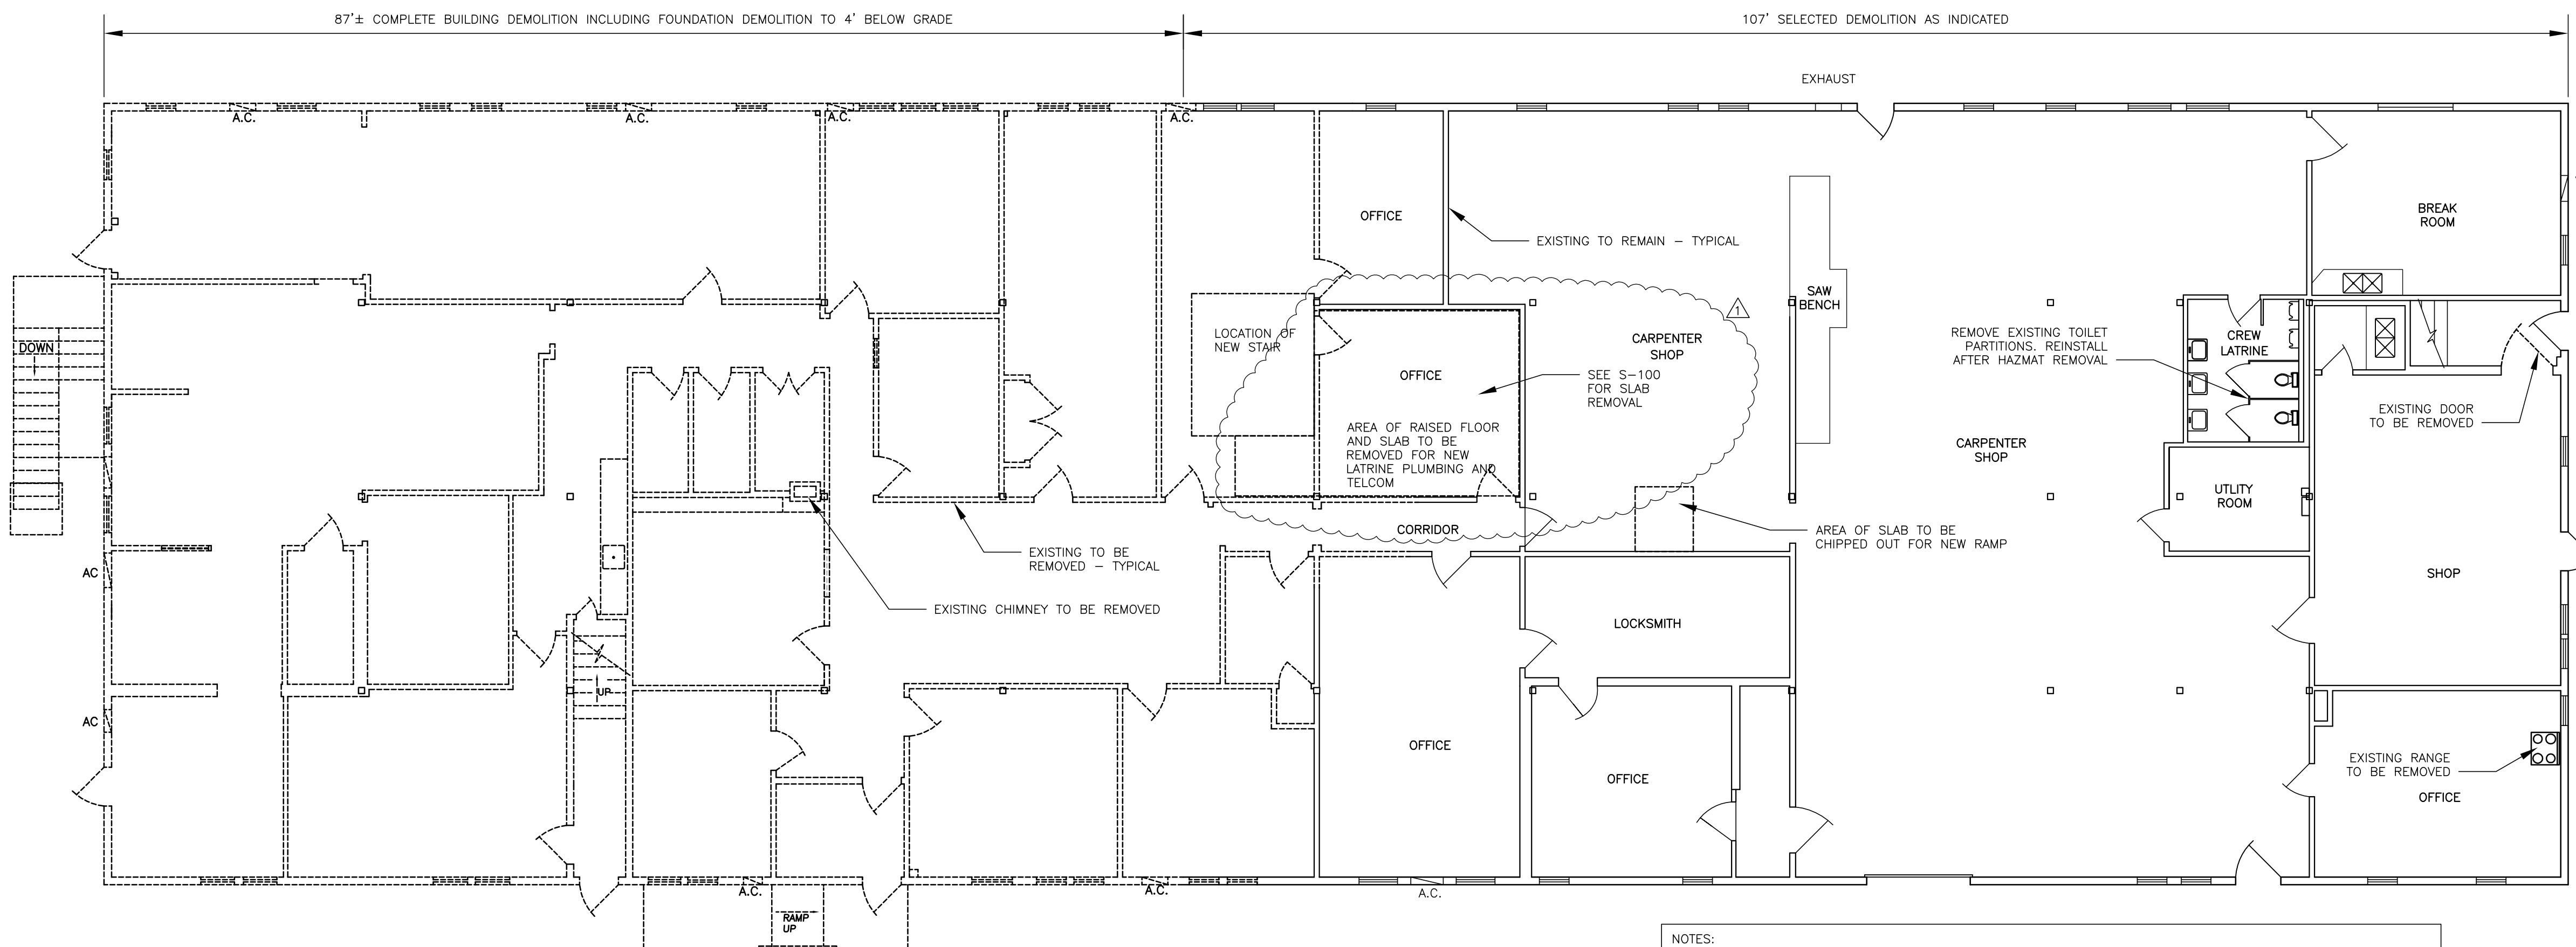 87'± COMPLETE BUILDING DEMOLITION INCLUDING FOUNDATION DEMOLITION TO 4' BELOW GRADE
107' SELECTED DEMOLITION AS INDICATED
EXHAUST
A.C.
A.C.
A.C.
A.C.
OFFICE
EXISTING TO REMAIN – TYPICAL
BREAK
ROOM
SAW
BENCH
1
LOCATION OF
NEW STAIR
CARPENTER
SHOP
DOWN
REMOVE EXISTING TOILET
PARTITIONS. REINSTALL
AFTER HAZMAT REMOVAL
CREW
LATRINE
OFFICE
SEE S–100
FOR SLAB
REMOVAL
EXISTING DOOR
TO BE REMOVED
AREA OF RAISED FLOOR
AND SLAB TO BE
REMOVED FOR NEW
LATRINE PLUMBING AND
TELCOM
CARPENTER
SHOP
UTLITY
ROOM
CORRIDOR
AREA OF SLAB TO BE
CHIPPED OUT FOR NEW RAMP
EXISTING TO BE
REMOVED – TYPICAL
AC
SHOP
EXISTING CHIMNEY TO BE REMOVED
LOCKSMITH
UP
AC
OFFICE
OFFICE
EXISTING RANGE
TO BE REMOVED
OFFICE
A.C.
A.C.
A.C.
RAMP
UP
NOTES: